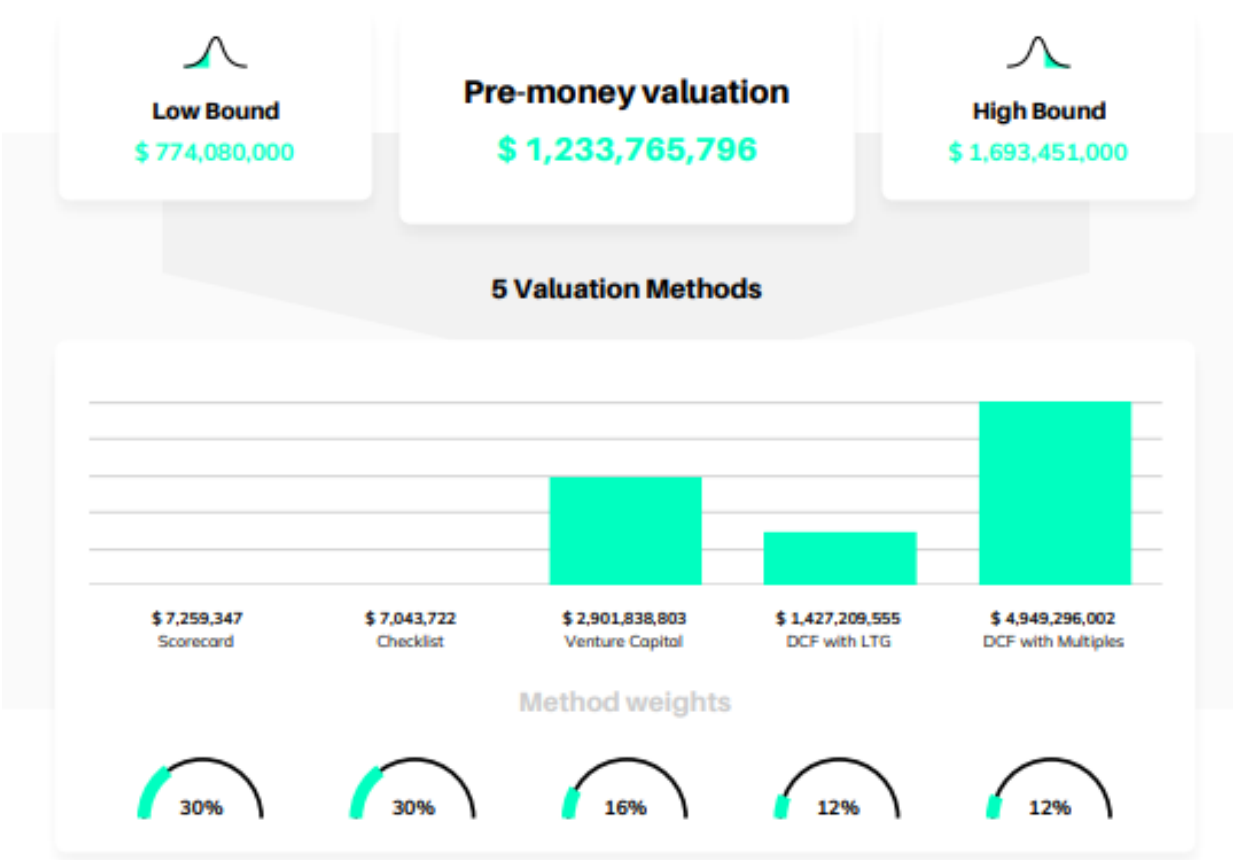 Low Bound
$ 774,080,000
Pre-money valuation
$ 1,233,765,796
High Bound
$ 1,693,451,000
5 Valuation Methods
$ 7,259,347
Scorecard
$ 7,043,722
Checklist
$ 2,901,838,803
Venture Capital
$ 1,427,209,555
DCF with LTG
$ 4,949,296,002
DCF with Multiples
Method weights
30%
30%
16%
12%
12%